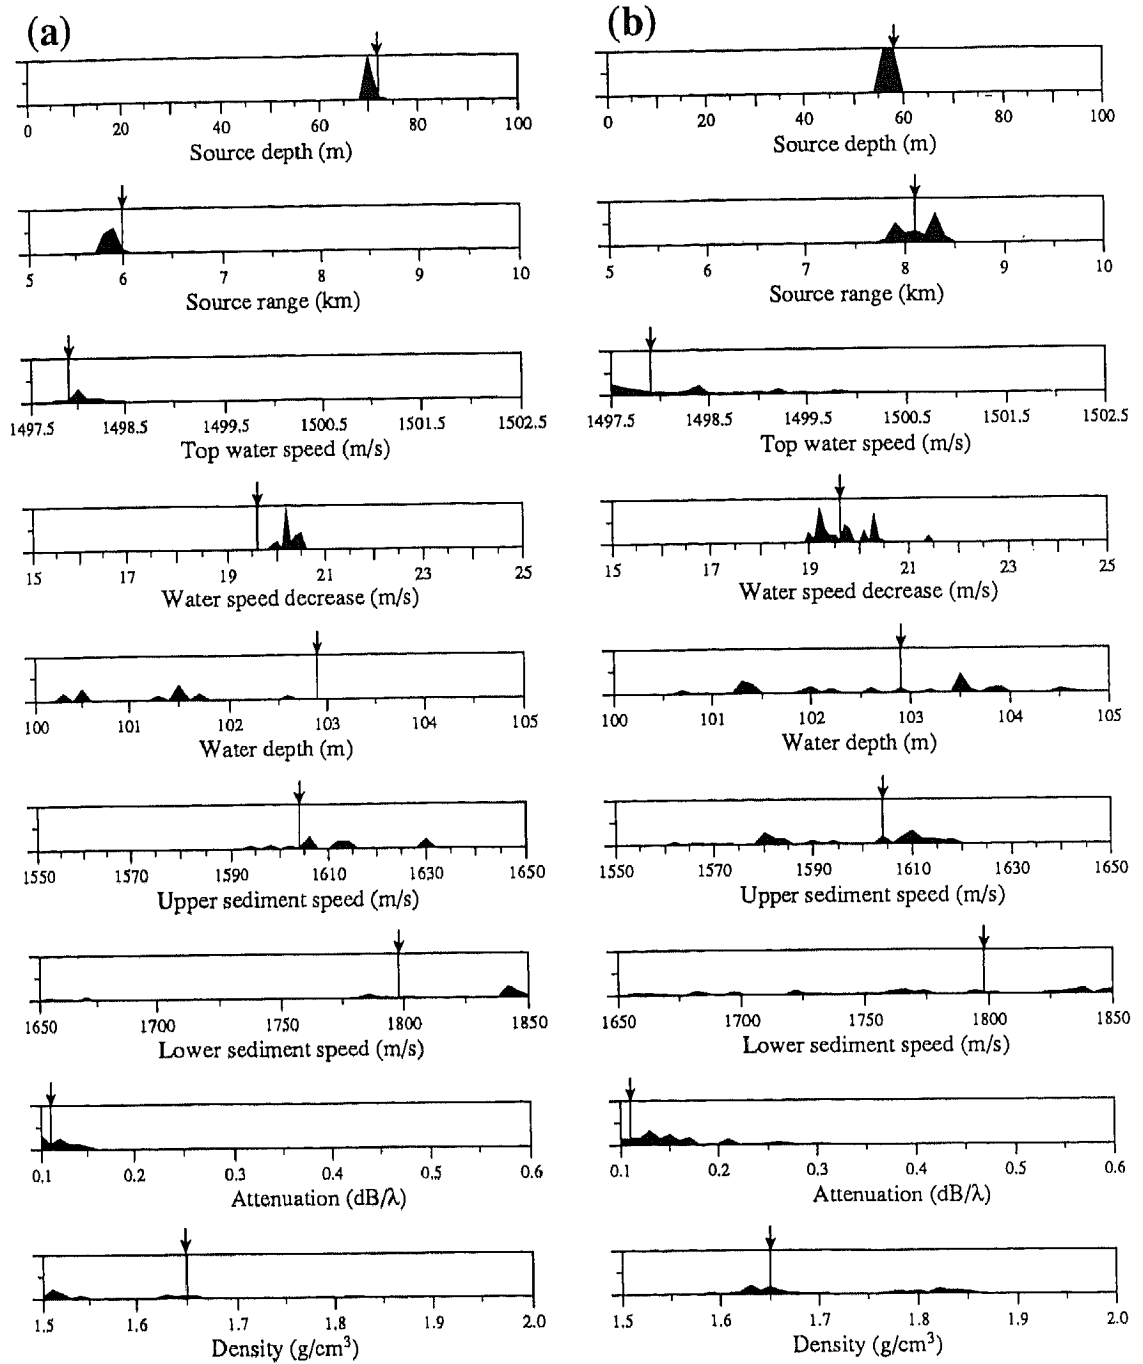 (a)
0 20 40 60 80 100
Source depth (m)
5 6 7 8 9 10
Source range (km)
1497.5 1498.5 1499.5 1500.5 1501.5 1502.5
Top water speed (m/s)
15 17 19 21 23 25
Water speed decrease (m/s)
100 101 102 103 104 105
Water depth (m)
1550 1570 1590 1610 1630 1650
Upper sediment speed (m/s)
1650 1700 1750 1800 1850
Lower sediment speed (m/s)
0.1 0.2 0.3 0.4 0.5 0.6
Attenuation (dB/λ)
1.5 1.6 1.7 1.8 1.9 2.0
Density (g/cm³)
(b)
0 20 40 60 80 100
Source depth (m)
5 6 7 8 9 10
Source range (km)
1497.5 1498.5 1499.5 1500.5 1501.5 1502.5
Top water speed (m/s)
15 17 19 21 23 25
Water speed decrease (m/s)
100 101 102 103 104 105
Water depth (m)
1550 1570 1590 1610 1630 1650
Upper sediment speed (m/s)
1650 1700 1750 1800 1850
Lower sediment speed (m/s)
0.1 0.2 0.3 0.4 0.5 0.6
Attenuation (dB/λ)
1.5 1.6 1.7 1.8 1.9 2.0
Density (g/cm³)